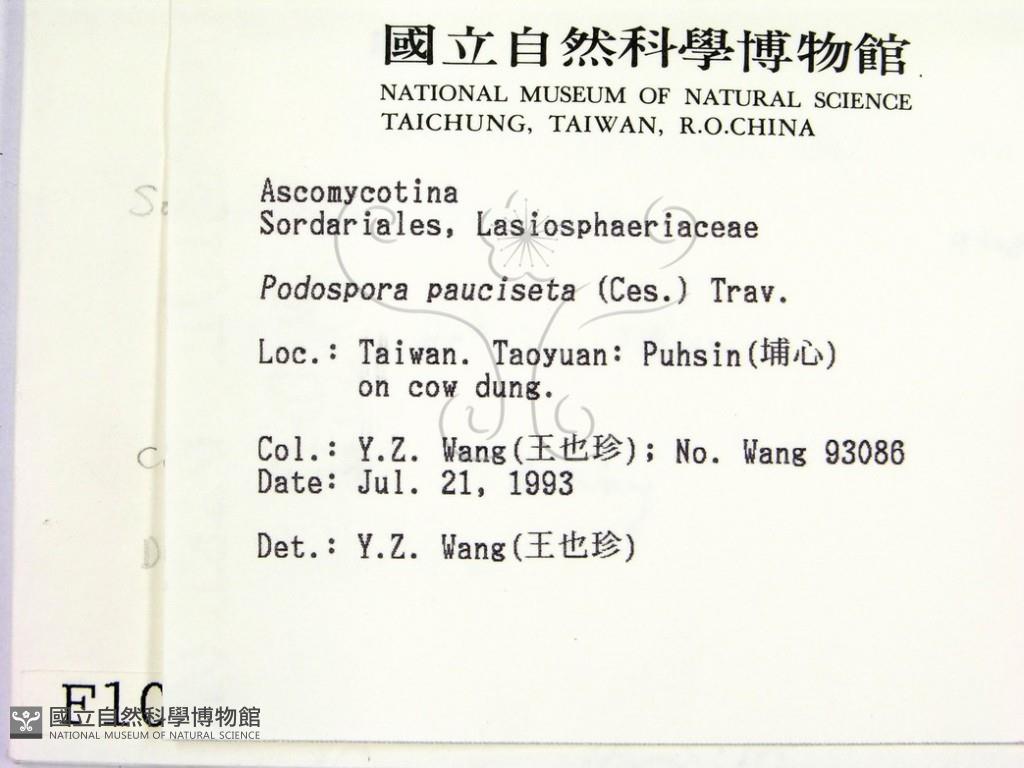 國立自然科學博物館
NATIONAL MUSEUM OF NATURAL SCIENCE
TAICHUNG, TAIWAN, R.O.CHINA
Ascomycotina
Sordariales, Lasiosphaeriaceae
Podospora pauciseta (Ces.) Trav.
Loc.: Taiwan. Taoyuan: Puhsin(埔心)
on cow dung.
Col.: Y.Z. Wang(王也珍); No. Wang 93086
Date: Jul. 21, 1993
Det.: Y.Z. Wang(王也珍)
F10
國立自然科學博物館
NATIONAL MUSEUM OF NATURAL SCIENCE